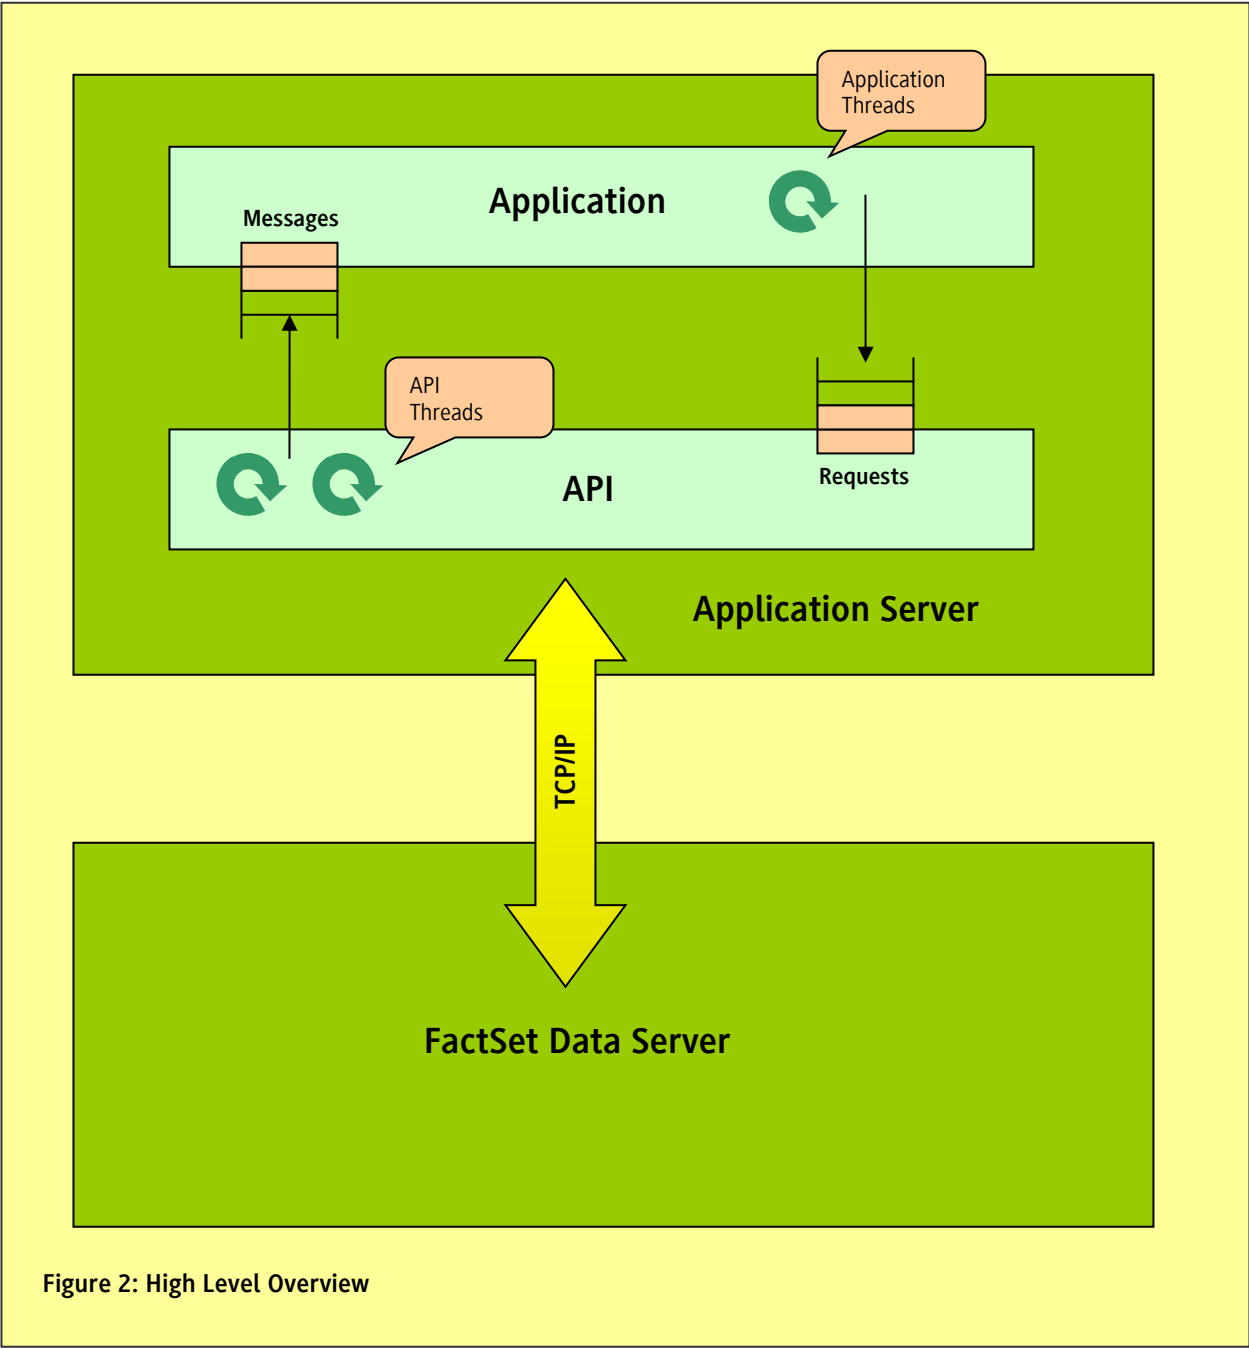 Application
Threads
Application
Messages
API
Threads
API
Requests
Application Server
TCP/IP
FactSet Data Server
Figure 2: High Level Overview